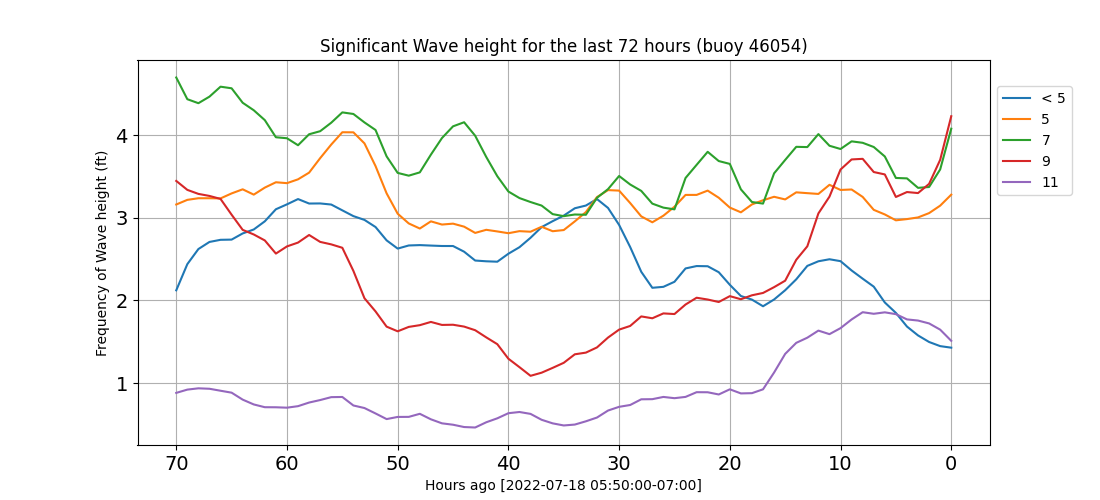 Significant Wave height for the last 72 hours (buoy 46054)
Frequency of Wave height (ft)
4
3
2
1
70 60 50 40 30 20 10 0
Hours ago [2022-07-18 05:50:00-07:00]
< 5
5
7
9
11